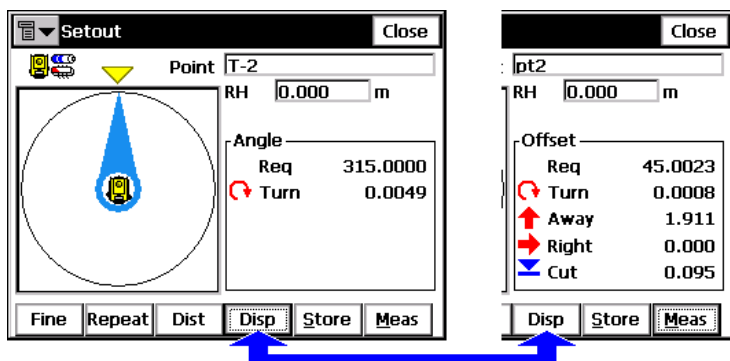 Setout Close
Point T-2
RH 0.000 m
Angle
Req 315.0000
Turn 0.0049
Fine Repeat Dist Disp Store Meas
Close
: pt2
RH 0.000 m
Offset
Req 45.0023
Turn 0.0008
Away 1.911
Right 0.000
Cut 0.095
Disp Store Meas